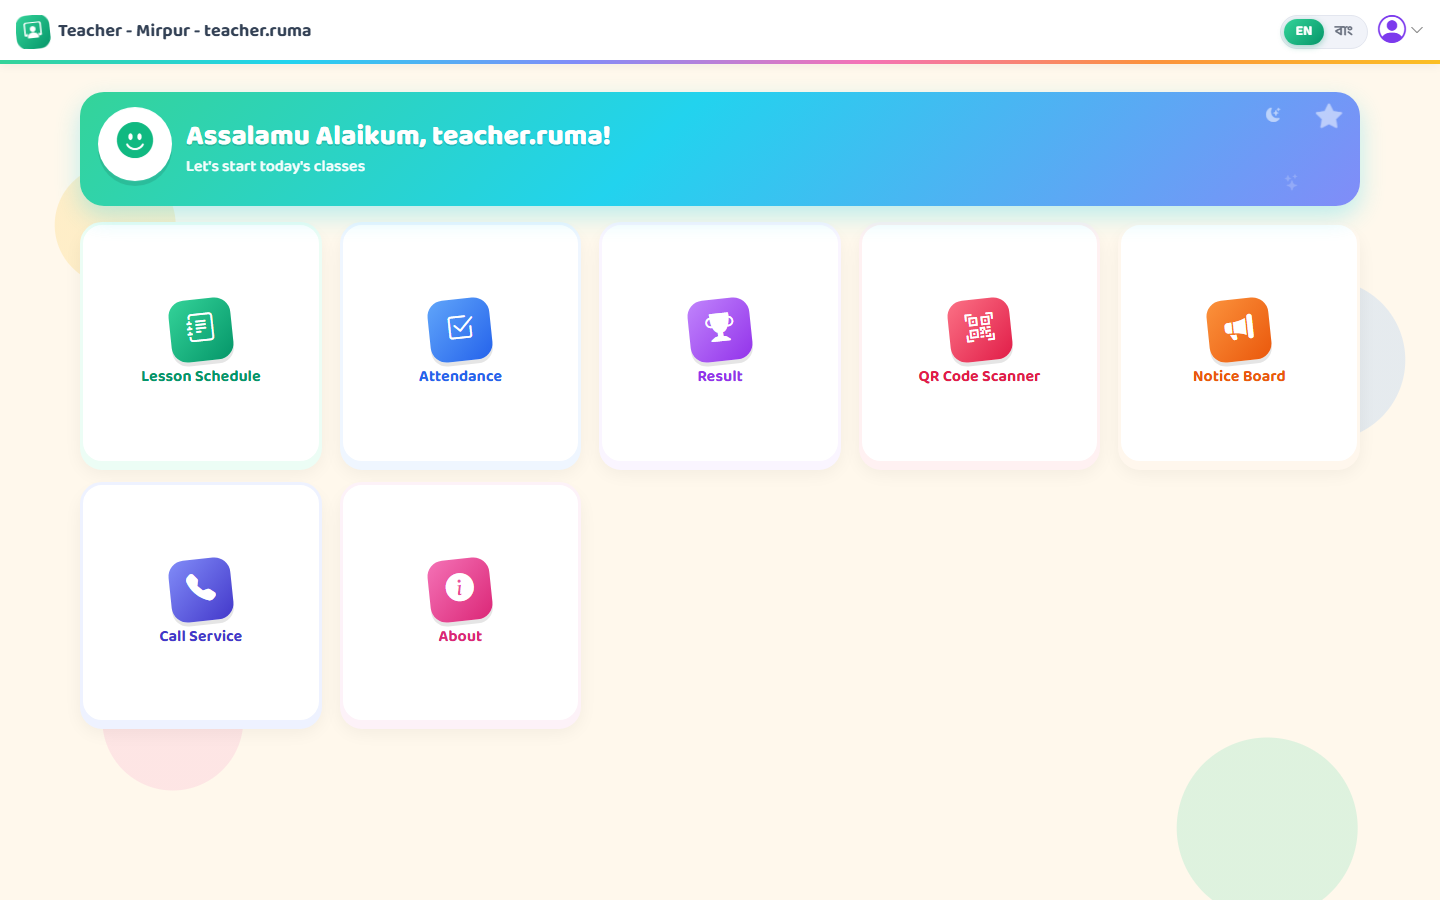 Teacher - Mirpur - teacher.ruma
EN
বাং
Assalamu Alaikum, teacher.ruma!
Let's start today's classes
Lesson Schedule
Attendance
Result
QR Code Scanner
Notice Board
Call Service
About